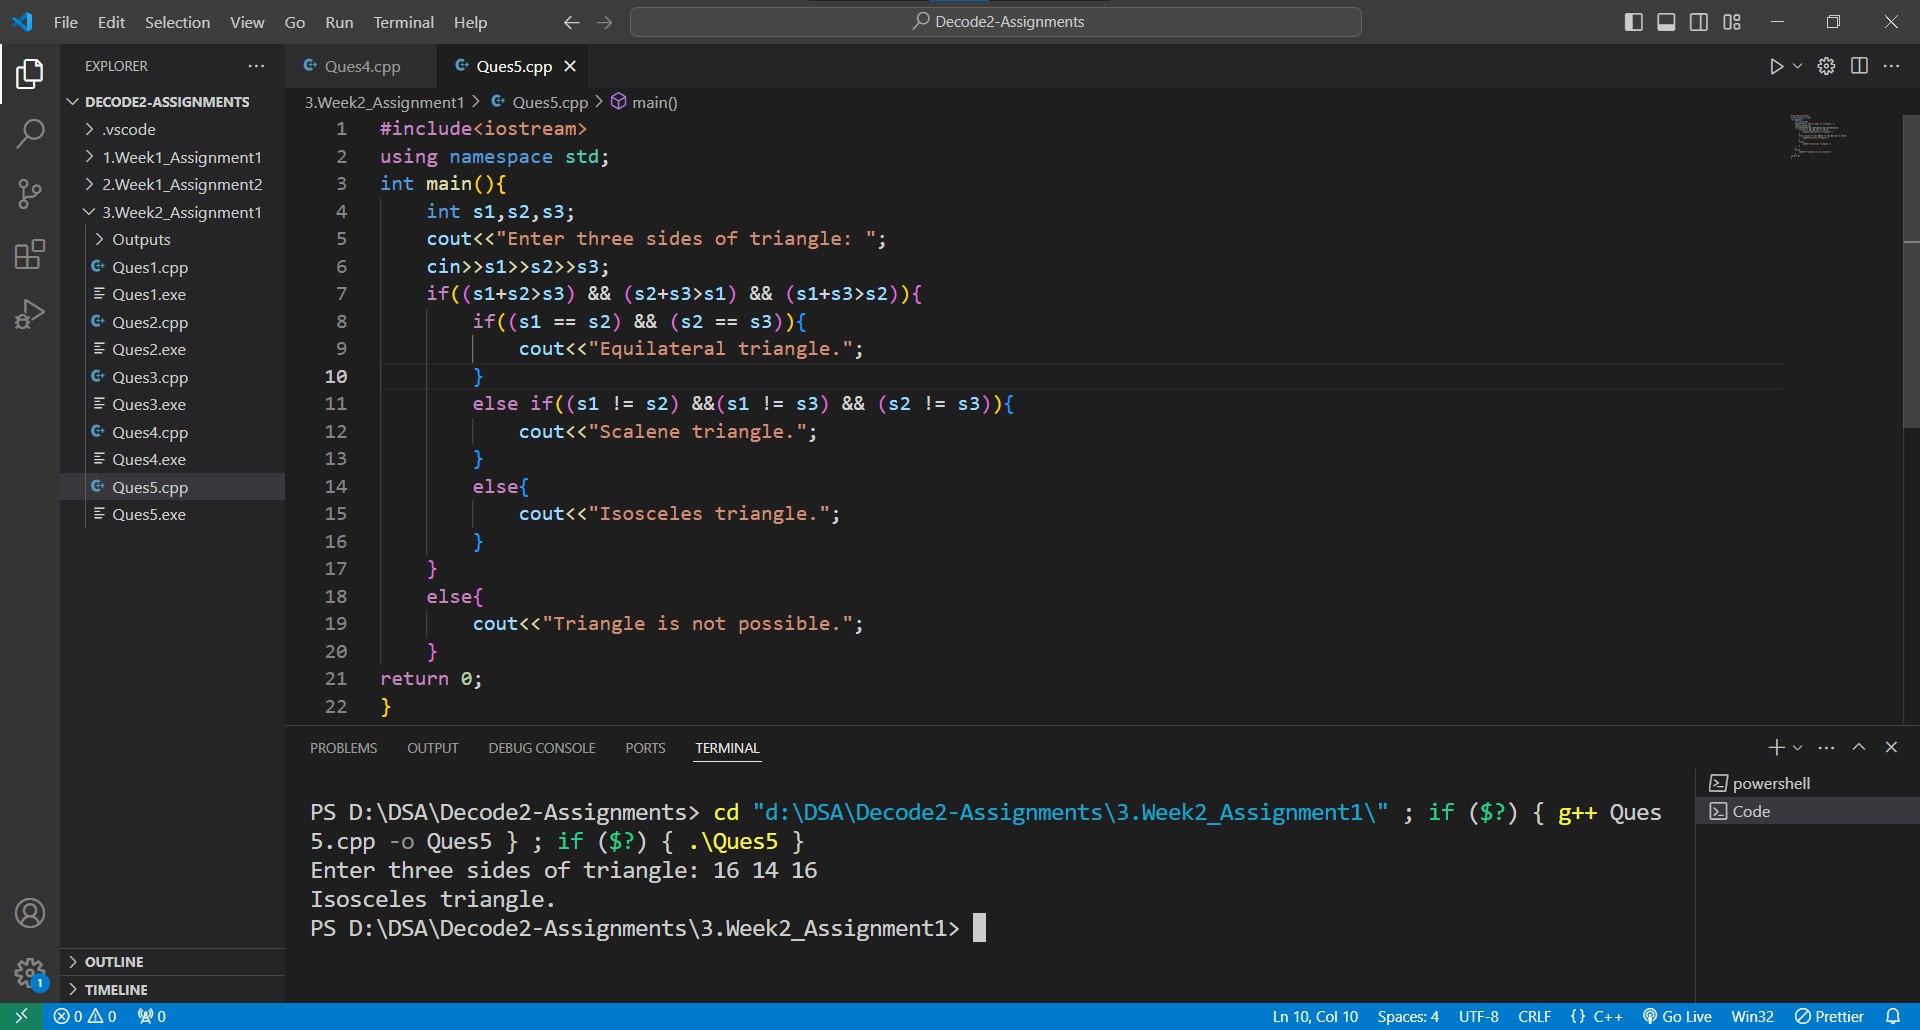 File Edit Selection View Go Run Terminal Help
Decode2-Assignments
EXPLORER
DECODE2-ASSIGNMENTS
.vscode
1.Week1_Assignment1
2.Week1_Assignment2
3.Week2_Assignment1
Outputs
Ques1.cpp
Ques1.exe
Ques2.cpp
Ques2.exe
Ques3.cpp
Ques3.exe
Ques4.cpp
Ques4.exe
Ques5.cpp
Ques5.exe
OUTLINE
TIMELINE
Ques4.cpp Ques5.cpp
3.Week2_Assignment1 > Ques5.cpp > main()
1 #include<iostream>
2 using namespace std;
3 int main(){
4 int s1,s2,s3;
5 cout<<"Enter three sides of triangle: ";
6 cin>>s1>>s2>>s3;
7 if((s1+s2>s3) && (s2+s3>s1) && (s1+s3>s2)){
8 if((s1 == s2) && (s2 == s3)){
9 cout<<"Equilateral triangle.";
10 }
11 else if((s1 != s2) &&(s1 != s3) && (s2 != s3)){
12 cout<<"Scalene triangle.";
13 }
14 else{
15 cout<<"Isosceles triangle.";
16 }
17 }
18 else{
19 cout<<"Triangle is not possible.";
20 }
21 return 0;
22 }
PROBLEMS OUTPUT DEBUG CONSOLE PORTS TERMINAL
PS D:\DSA\Decode2-Assignments> cd "d:\DSA\Decode2-Assignments\3.Week2_Assignment1\" ; if ($?) { g++ Ques
5.cpp -o Ques5 } ; if ($?) { .\Ques5 }
Enter three sides of triangle: 16 14 16
Isosceles triangle.
PS D:\DSA\Decode2-Assignments\3.Week2_Assignment1>
powershell
Code
1
0 0 0
Ln 10, Col 10 Spaces: 4 UTF-8 CRLF {} C++ Go Live Win32 Prettier